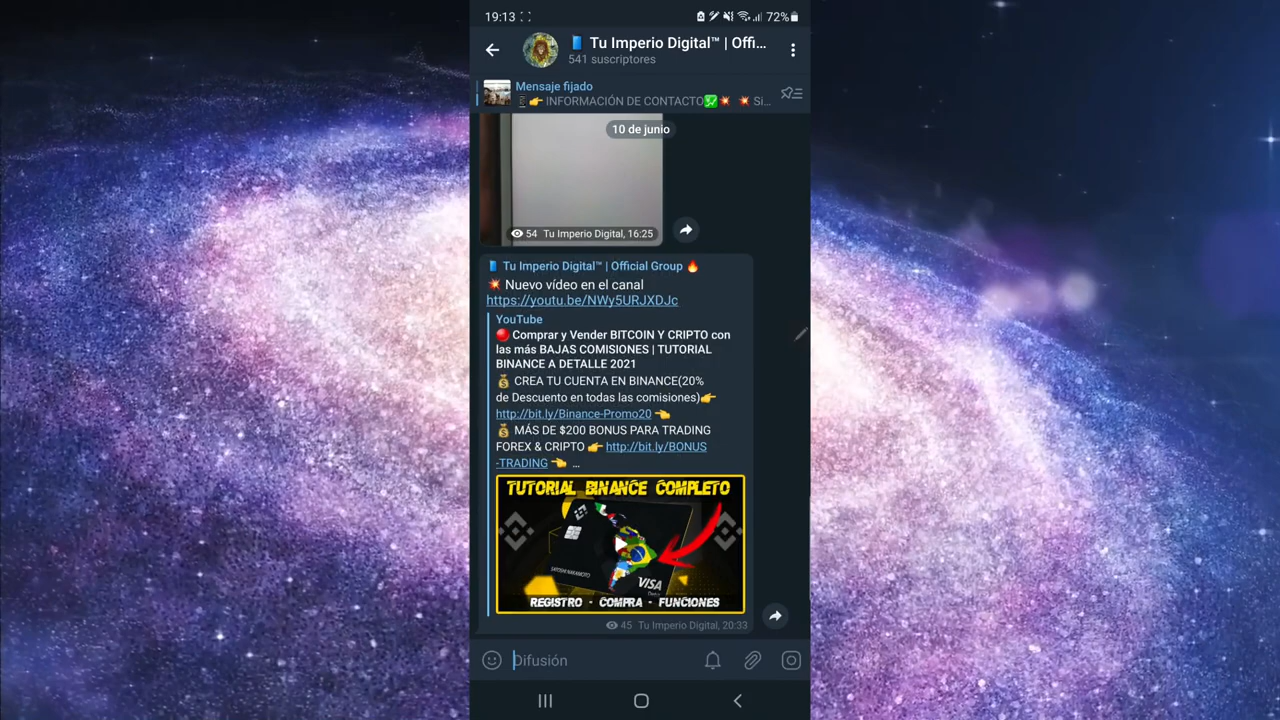 19:13
72%
Tu Imperio Digital™ | Offi...
541 suscriptores
Mensaje fijado
INFORMACIÓN DE CONTACTO✅💥 💥 Si...
10 de junio
54 Tu Imperio Digital, 16:25
📘 Tu Imperio Digital™ | Official Group 🔥
💥 Nuevo vídeo en el canal
https://youtu.be/NWy5URJXDJc
YouTube
🔴 Comprar y Vender BITCOIN Y CRIPTO con
las más BAJAS COMISIONES | TUTORIAL
BINANCE A DETALLE 2021
💰 CREA TU CUENTA EN BINANCE(20%
de Descuento en todas las comisiones)👉
http://bit.ly/Binance-Promo20 👈
💰 MÁS DE $200 BONUS PARA TRADING
FOREX & CRIPTO 👉 http://bit.ly/BONUS
-TRADING 👈 ...
TUTORIAL BINANCE COMPLETO
SATOSHI NAKAMOTO
VISA
REGISTRO - COMPRA - FUNCIONES
45 Tu Imperio Digital, 20:33
Difusión